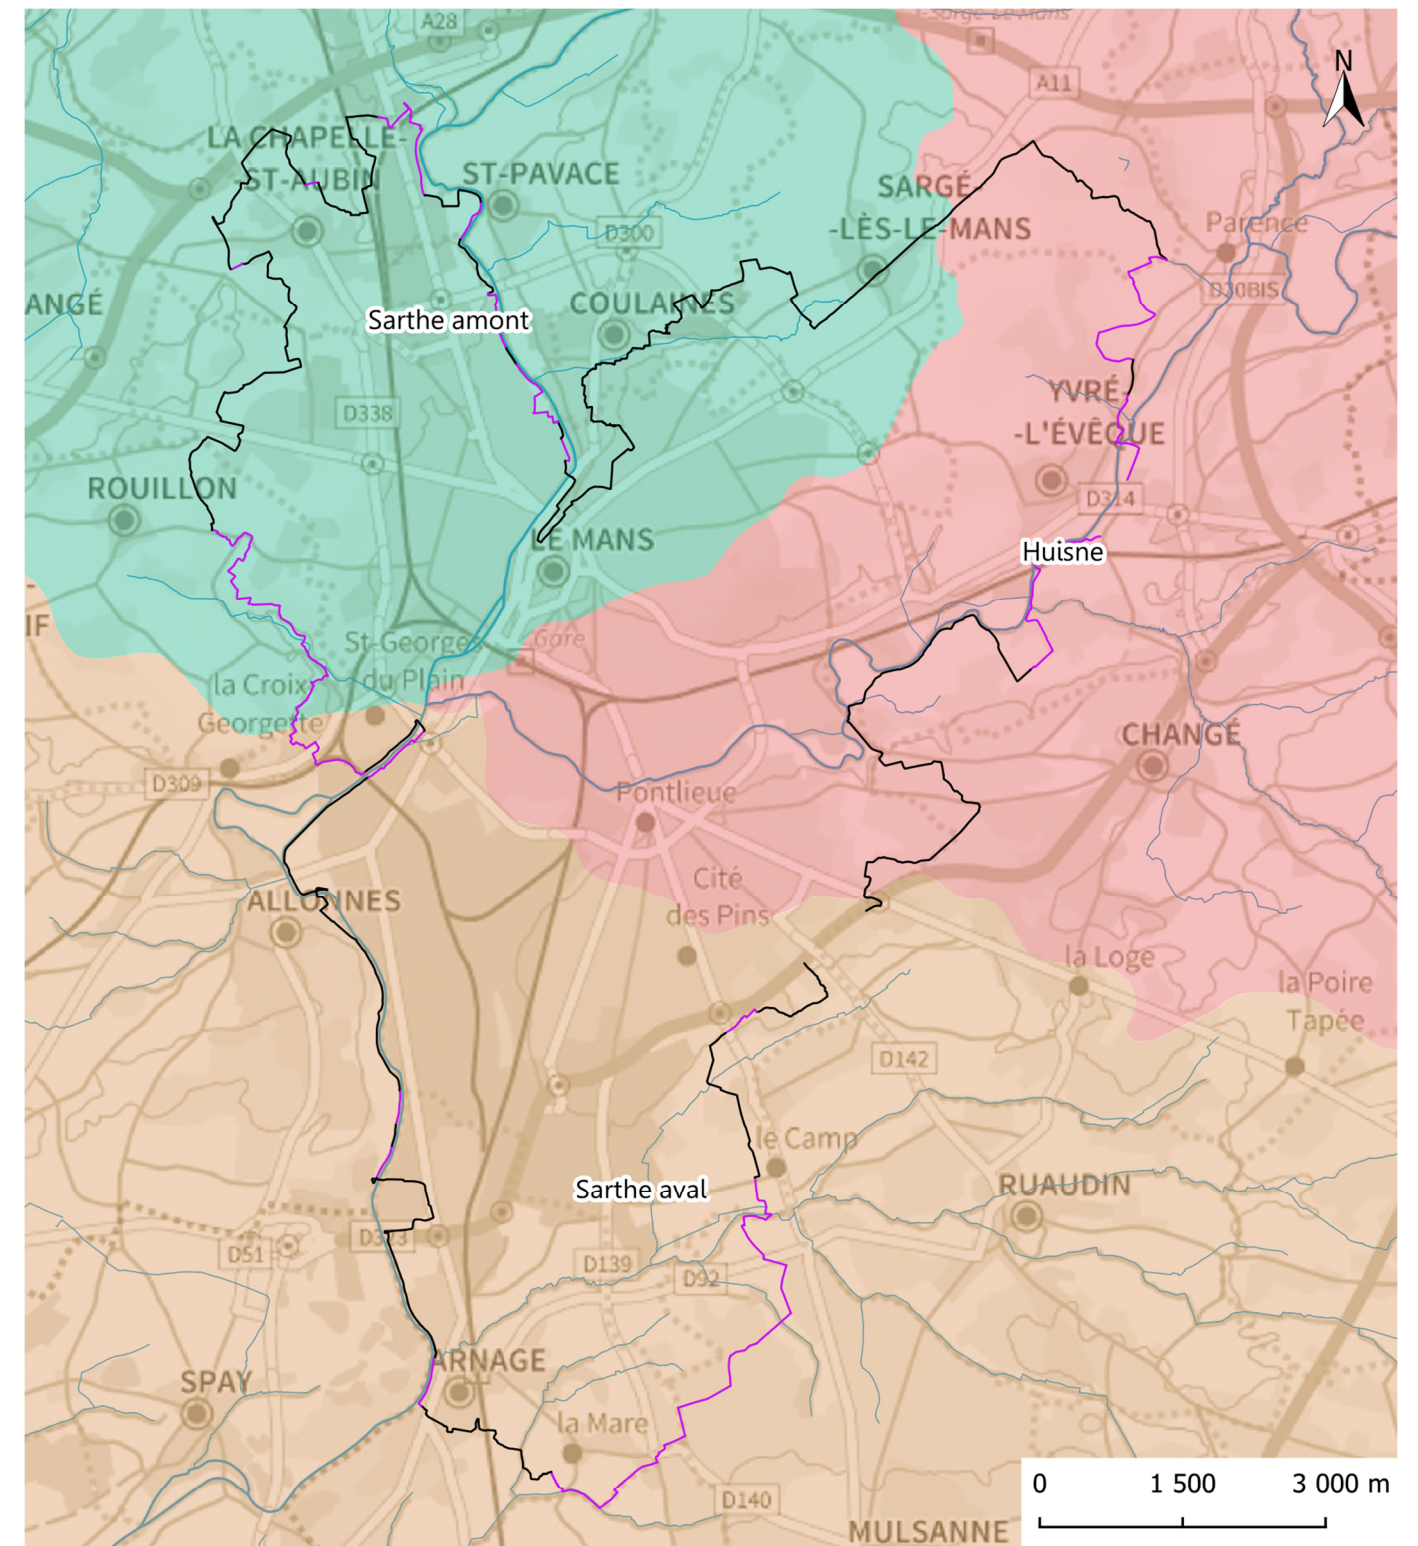 A28
Sargé-Le Mans
A11
N
LA CHAPELLE-
-ST-AUBIN
ST-PAVACE
SARGÉ-
-LÈS-LE-MANS
D300
Parence
D30BIS
ANGÉ
COULAINES
Sarthe amont
D338
YVRÉ-
-L'ÉVÊQUE
ROUILLON
D314
LE MANS
Huisne
IF
St-Georges
du Plain
Gare
la Croix
Georgette
CHANGÉ
D309
Pontlieue
Cité
des Pins
ALLONNES
la Loge
la Poire
Tapée
D142
le Camp
Sarthe aval
RUAUDIN
D51
D323
D139
D92
ARNAGE
SPAY
la Mare
D140
MULSANNE
0 1 500 3 000 m